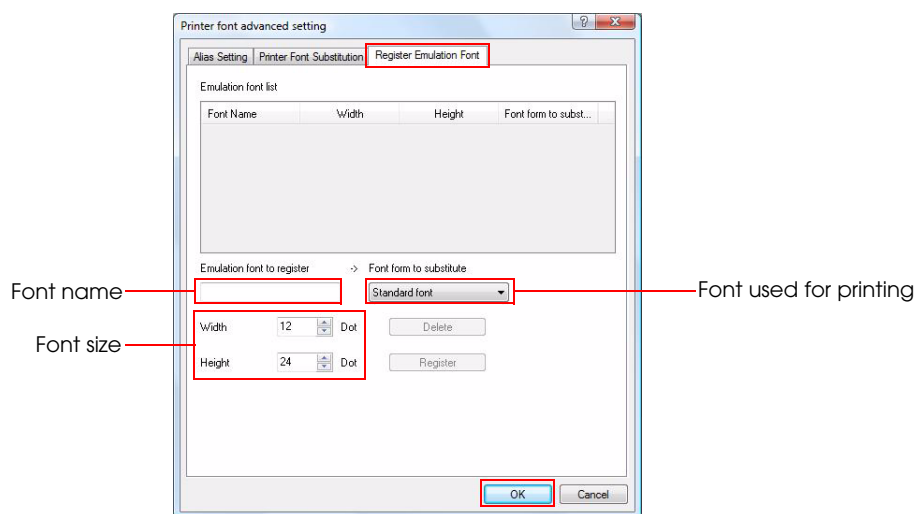 Printer font advanced setting
Alias Setting Printer Font Substitution Register Emulation Font
Emulation font list
Font Name Width Height Font form to subst...
Emulation font to register -> Font form to substitute
Font name Standard font Font used for printing
Width 12 Dot Delete
Font size
Height 24 Dot Register
OK Cancel